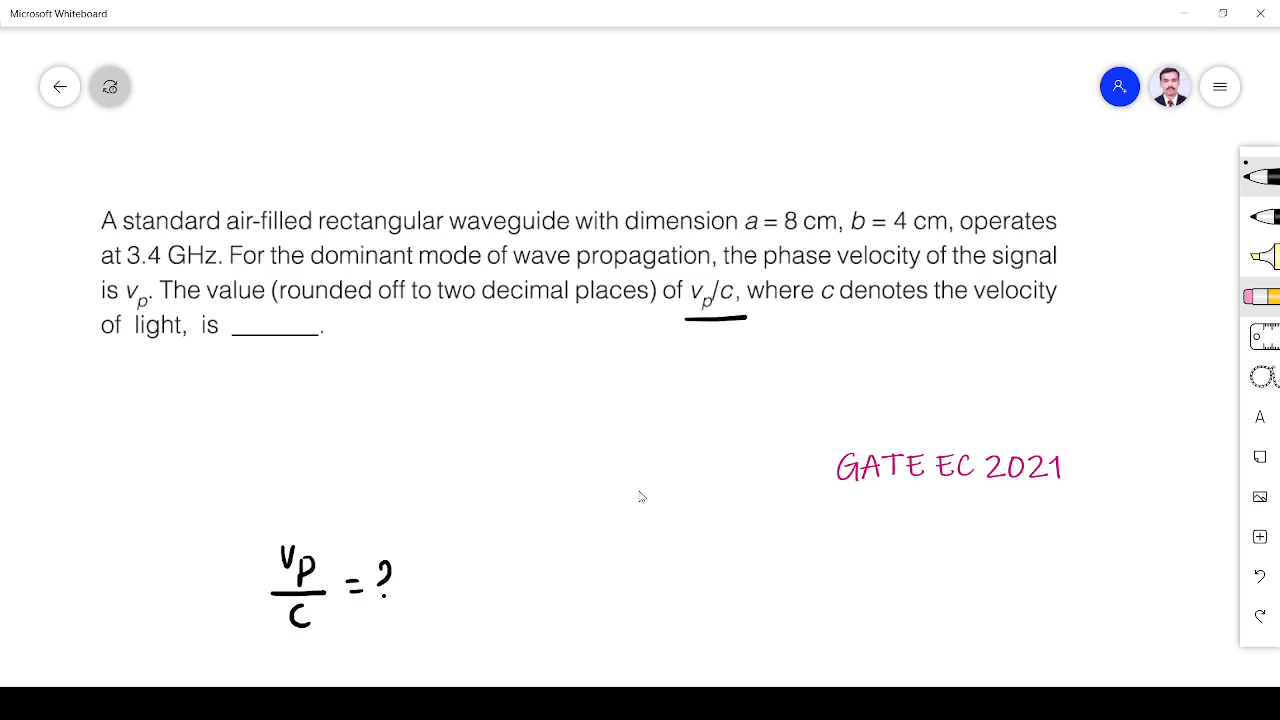 Microsoft Whiteboard
A standard air-filled rectangular waveguide with dimension a = 8 cm, b = 4 cm, operates
at 3.4 GHz. For the dominant mode of wave propagation, the phase velocity of the signal
is vp. The value (rounded off to two decimal places) of vp/c, where c denotes the velocity
of light, is _______.
GATE EC 2021
vp/c = ?
A